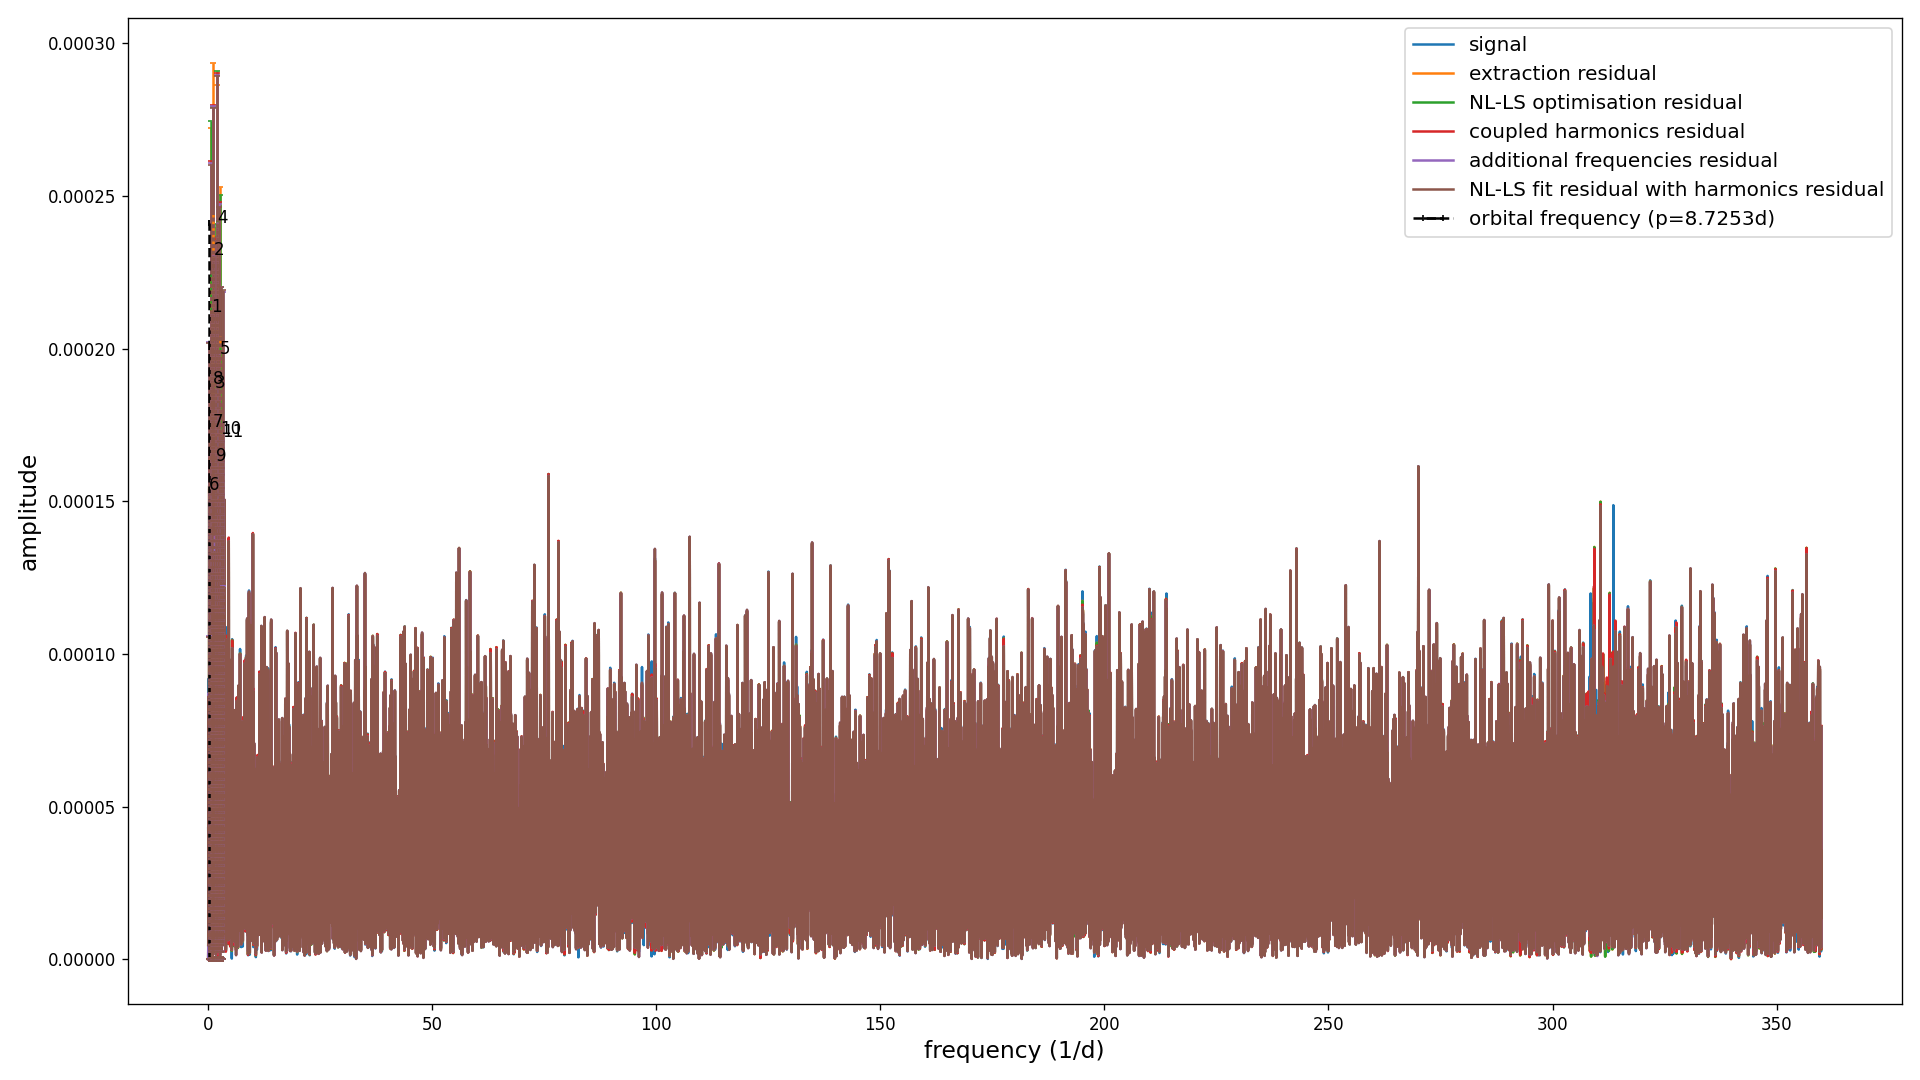 0.00030
0.00025
0.00020
0.00015
0.00010
0.00005
0.00000
amplitude
signal
extraction residual
NL-LS optimisation residual
coupled harmonics residual
additional frequencies residual
NL-LS fit residual with harmonics residual
orbital frequency (p=8.7253d)
4
2
1
5
8
3
7
10
11
9
6
0
50
100
150
200
250
300
350
frequency (1/d)